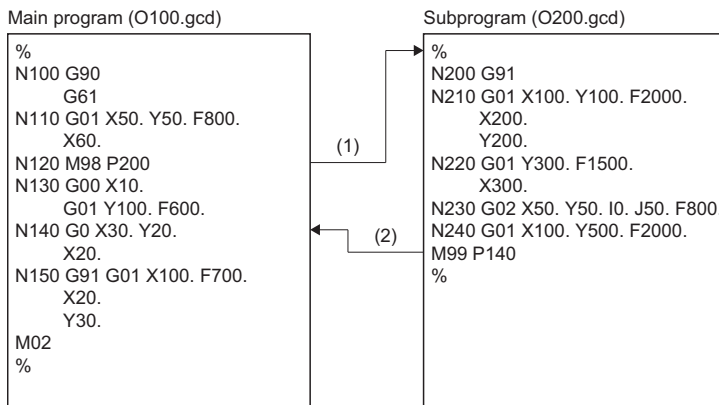 Main program (O100.gcd)
%
N100 G90
G61
N110 G01 X50. Y50. F800.
X60.
N120 M98 P200
N130 G00 X10.
G01 Y100. F600.
N140 G0 X30. Y20.
X20.
N150 G91 G01 X100. F700.
X20.
Y30.
M02
%
(1)
(2)
Subprogram (O200.gcd)
%
N200 G91
N210 G01 X100. Y100. F2000.
X200.
Y200.
N220 G01 Y300. F1500.
X300.
N230 G02 X50. Y50. I0. J50. F800
N240 G01 X100. Y500. F2000.
M99 P140
%